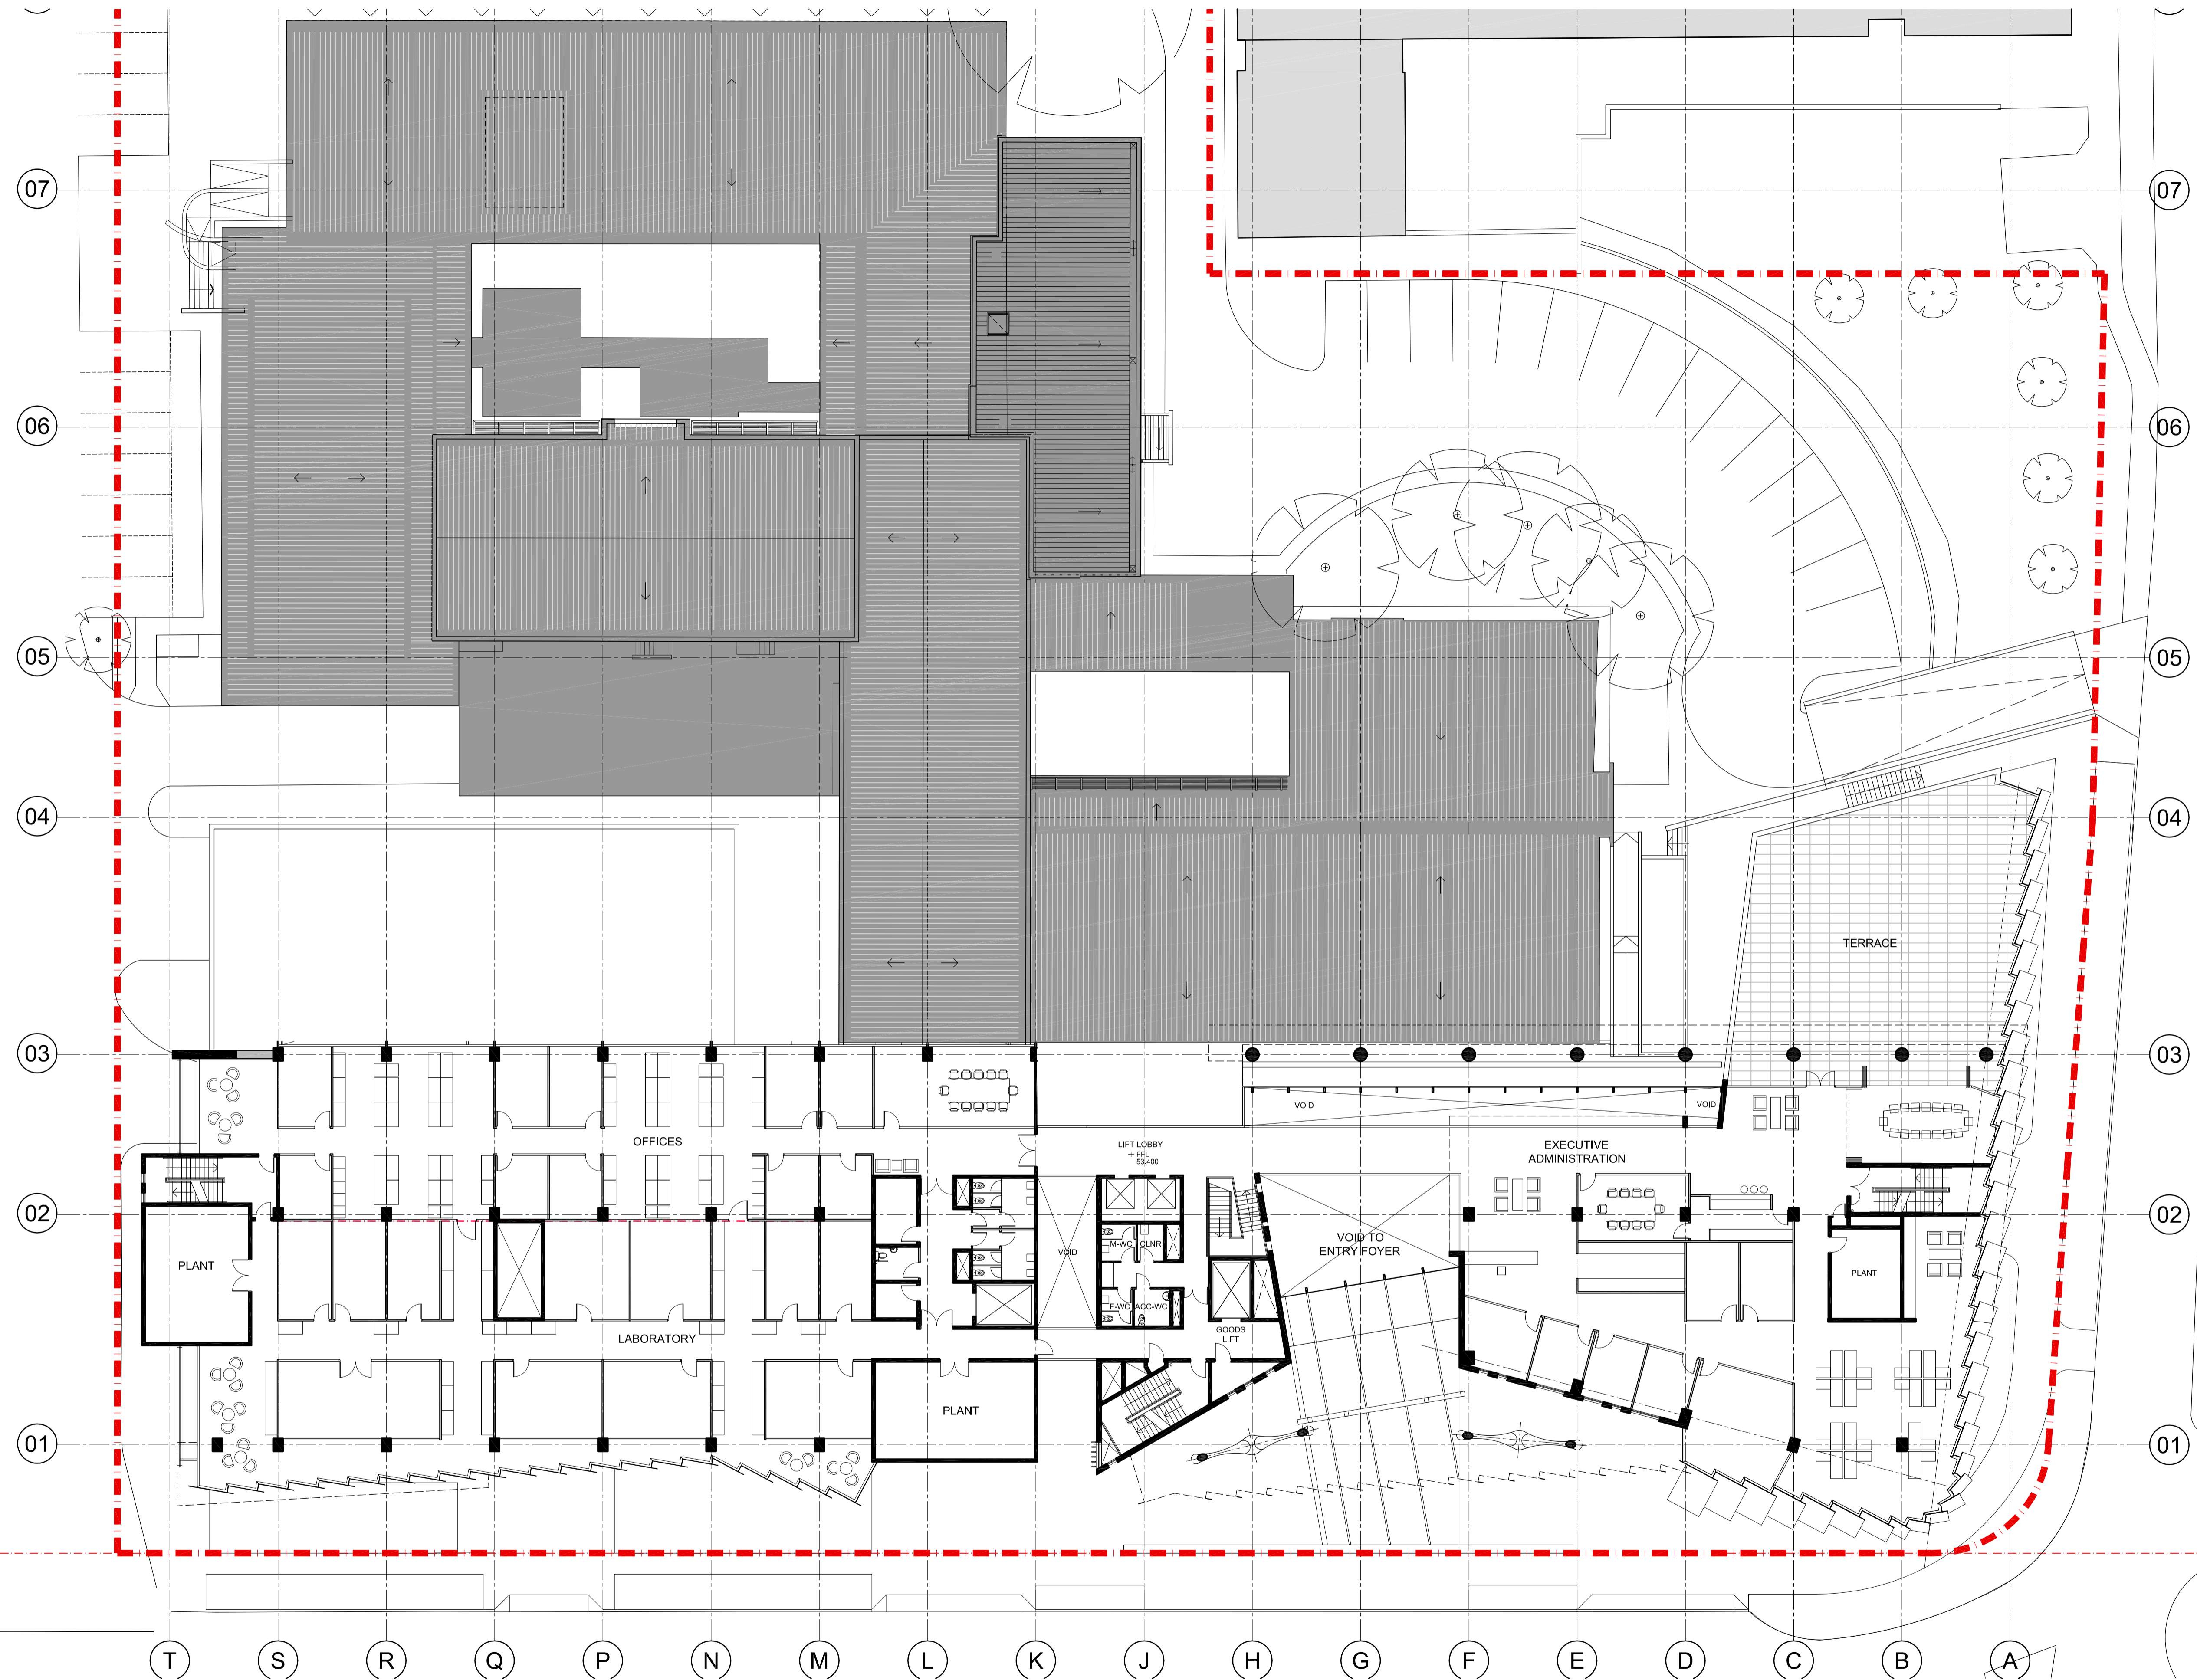 07
07
06
06
05
05
04
04
TERRACE
03
03
VOID
VOID
OFFICES
LIFT LOBBY
+ FFL
53.400
EXECUTIVE
ADMINISTRATION
02
02
M-WC
CLNR
VOID
VOID TO
ENTRY FOYER
PLANT
PLANT
F-WC
ACC-WC
GOODS
LIFT
LABORATORY
PLANT
01
01
T
S
R
Q
P
N
M
L
K
J
H
G
F
E
D
C
B
A